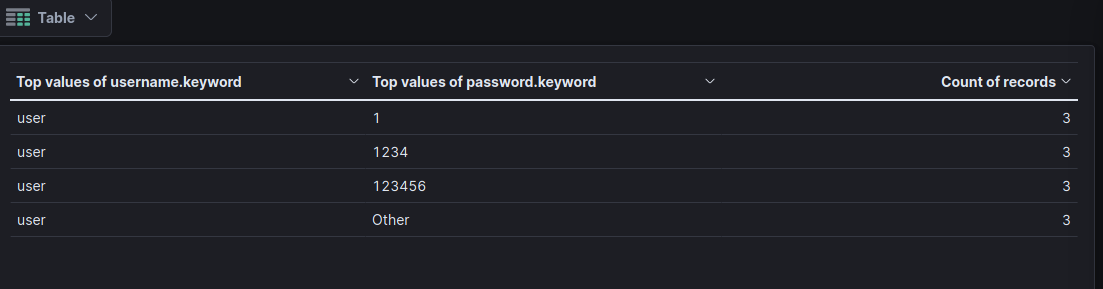 Table
Top values of username.keyword Top values of password.keyword Count of records
user 1 3
user 1234 3
user 123456 3
user Other 3